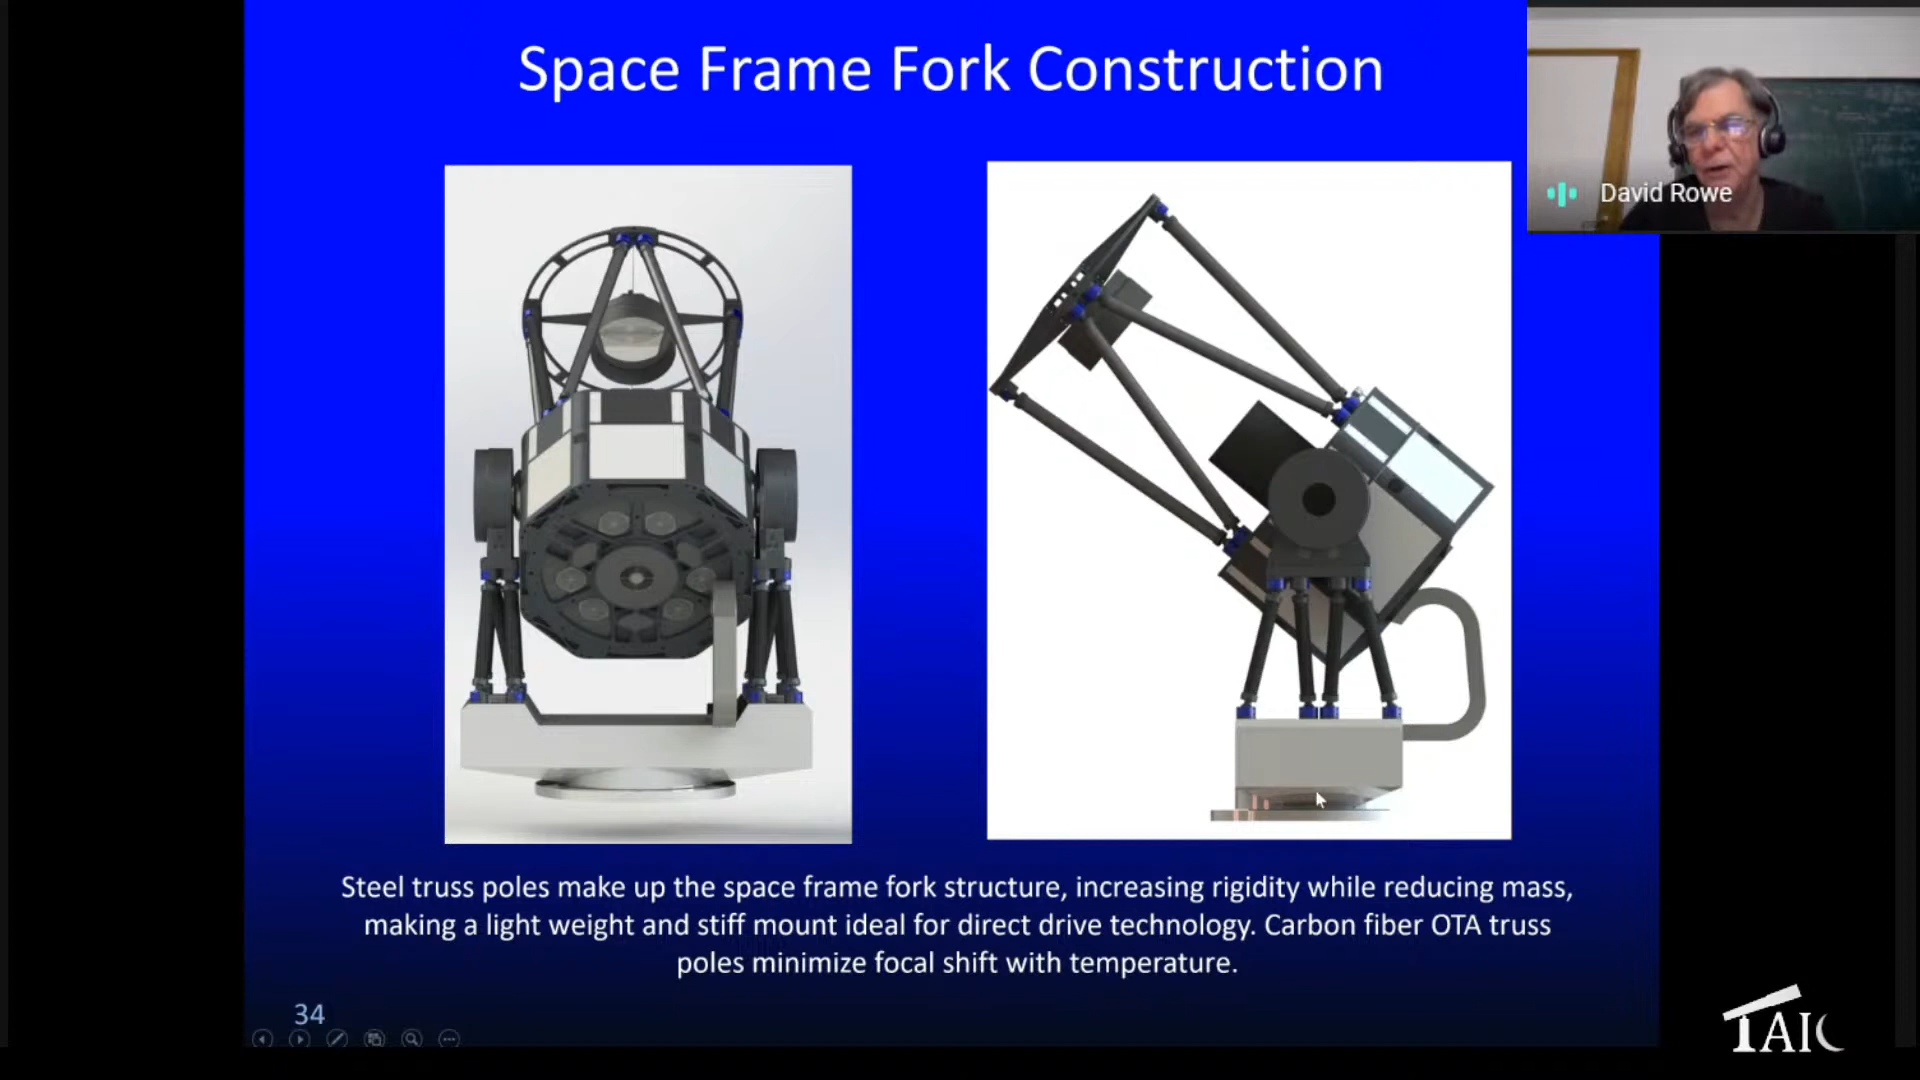 Space Frame Fork Construction
David Rowe
Steel truss poles make up the space frame fork structure, increasing rigidity while reducing mass,
making a light weight and stiff mount ideal for direct drive technology. Carbon fiber OTA truss
poles minimize focal shift with temperature.
34
TAIC